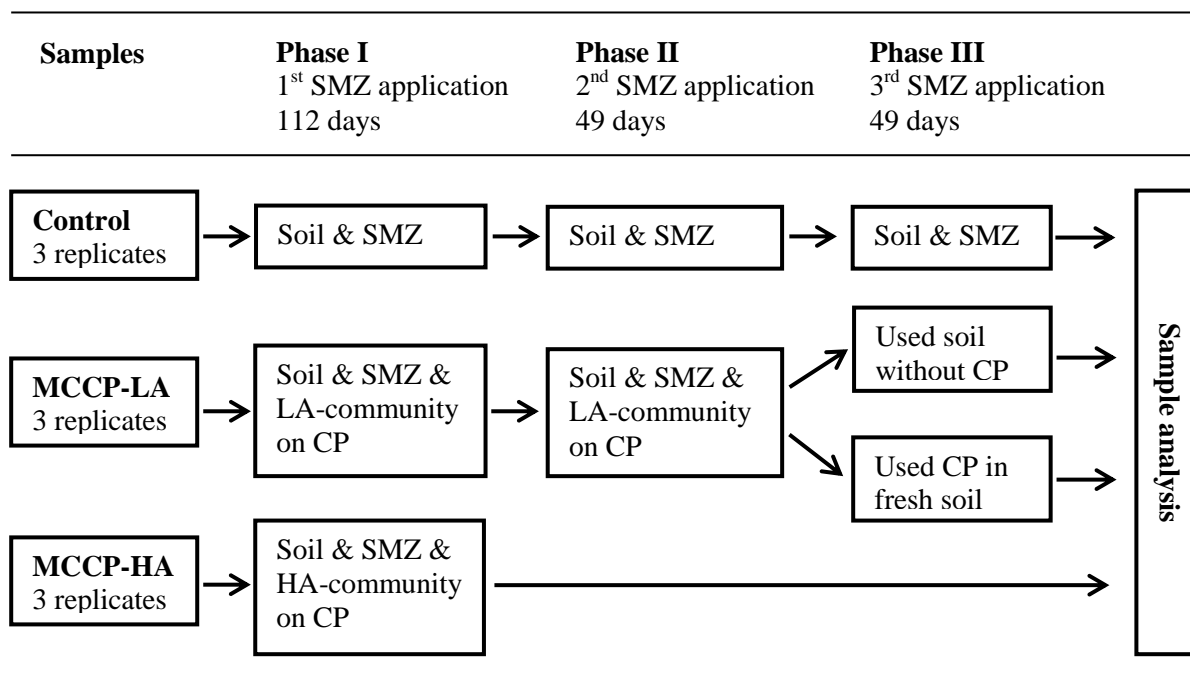 Samples
Phase I
1st SMZ application
112 days
Phase II
2nd SMZ application
49 days
Phase III
3rd SMZ application
49 days
Control
3 replicates
Soil & SMZ
Soil & SMZ
Soil & SMZ
MCCP-LA
3 replicates
Soil & SMZ &
LA-community
on CP
Soil & SMZ &
LA-community
on CP
Used soil
without CP
Used CP in
fresh soil
MCCP-HA
3 replicates
Soil & SMZ &
HA-community
on CP
Sample analysis